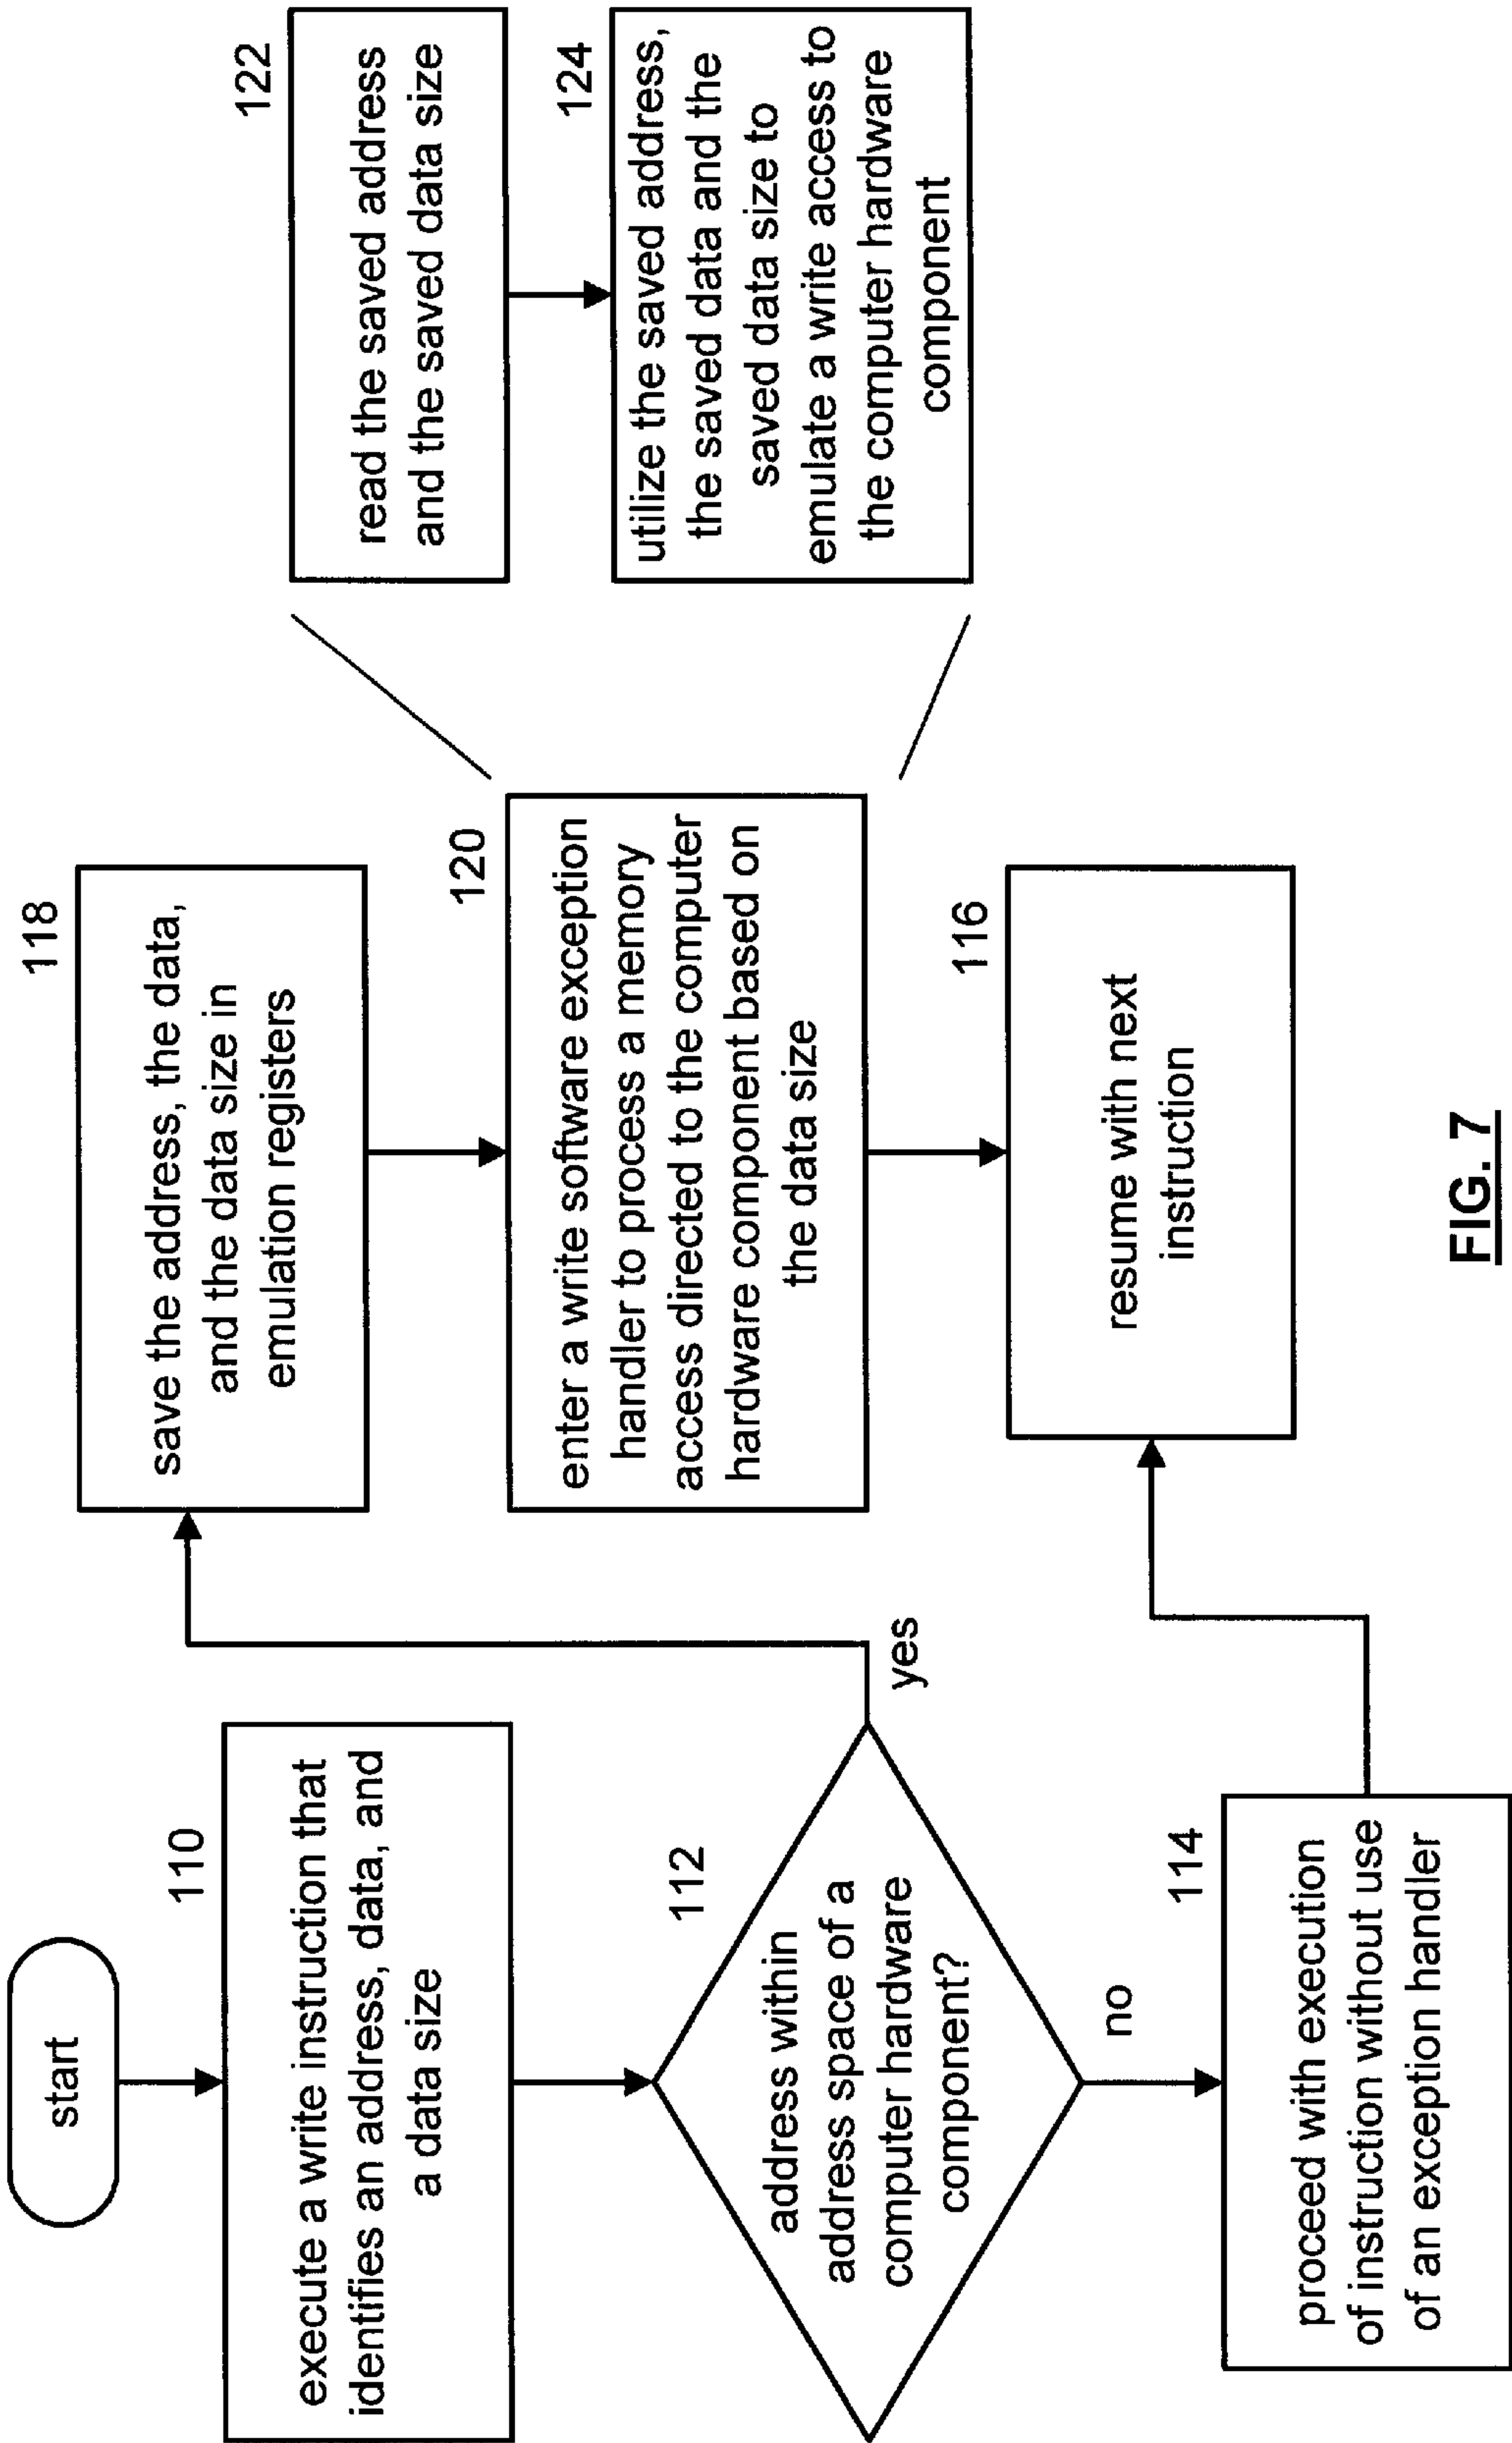 start
110
execute a write instruction that
identifies an address, data, and
a data size
112
address within
address space of a
computer hardware
component?
yes
no
114
proceed with execution
of instruction without use
of an exception handler
118
save the address, the data,
and the data size in
emulation registers
120
enter a write software exception
handler to process a memory
access directed to the computer
hardware component based on
the data size
116
resume with next
instruction
122
read the saved address
and the saved data size
124
utilize the saved address,
the saved data and the
saved data size to
emulate a write access to
the computer hardware
component
FIG. 7